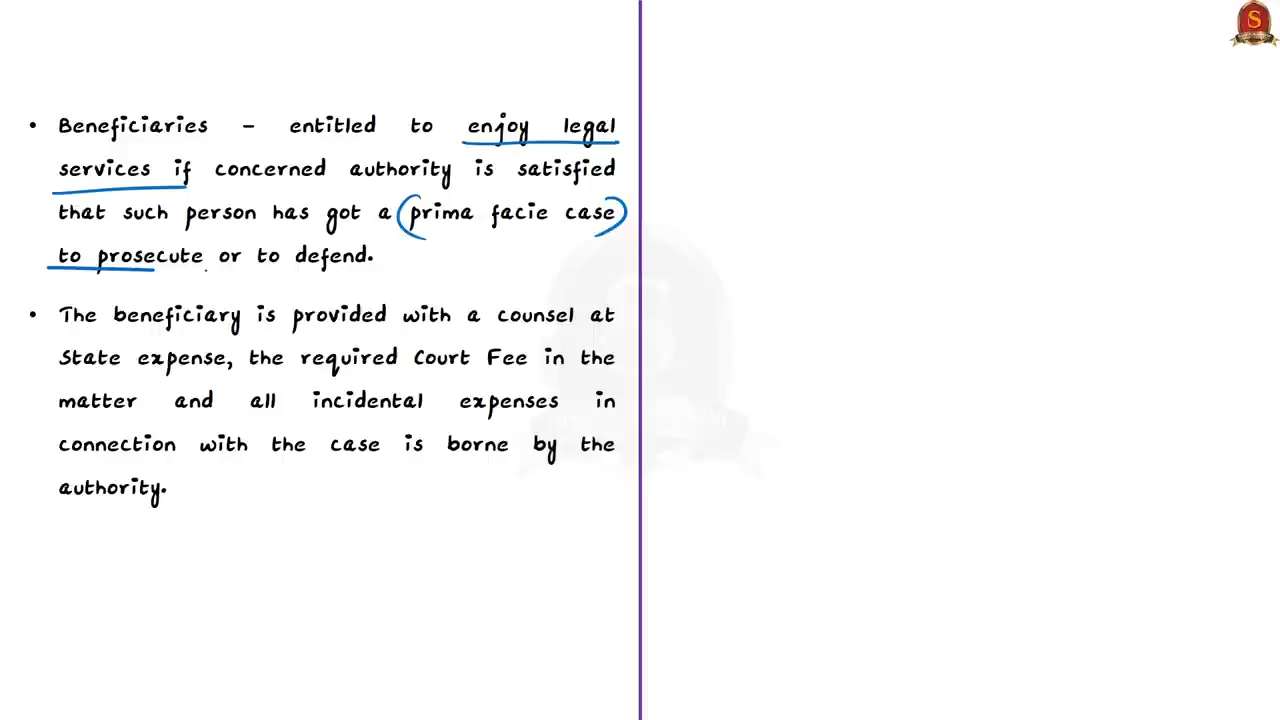 • Beneficiaries – entitled to enjoy legal
services if concerned authority is satisfied
that such person has got a prima facie case
to prosecute or to defend.
• The beneficiary is provided with a counsel at
State expense, the required Court Fee in the
matter and all incidental expenses in
connection with the case is borne by the
authority.
S